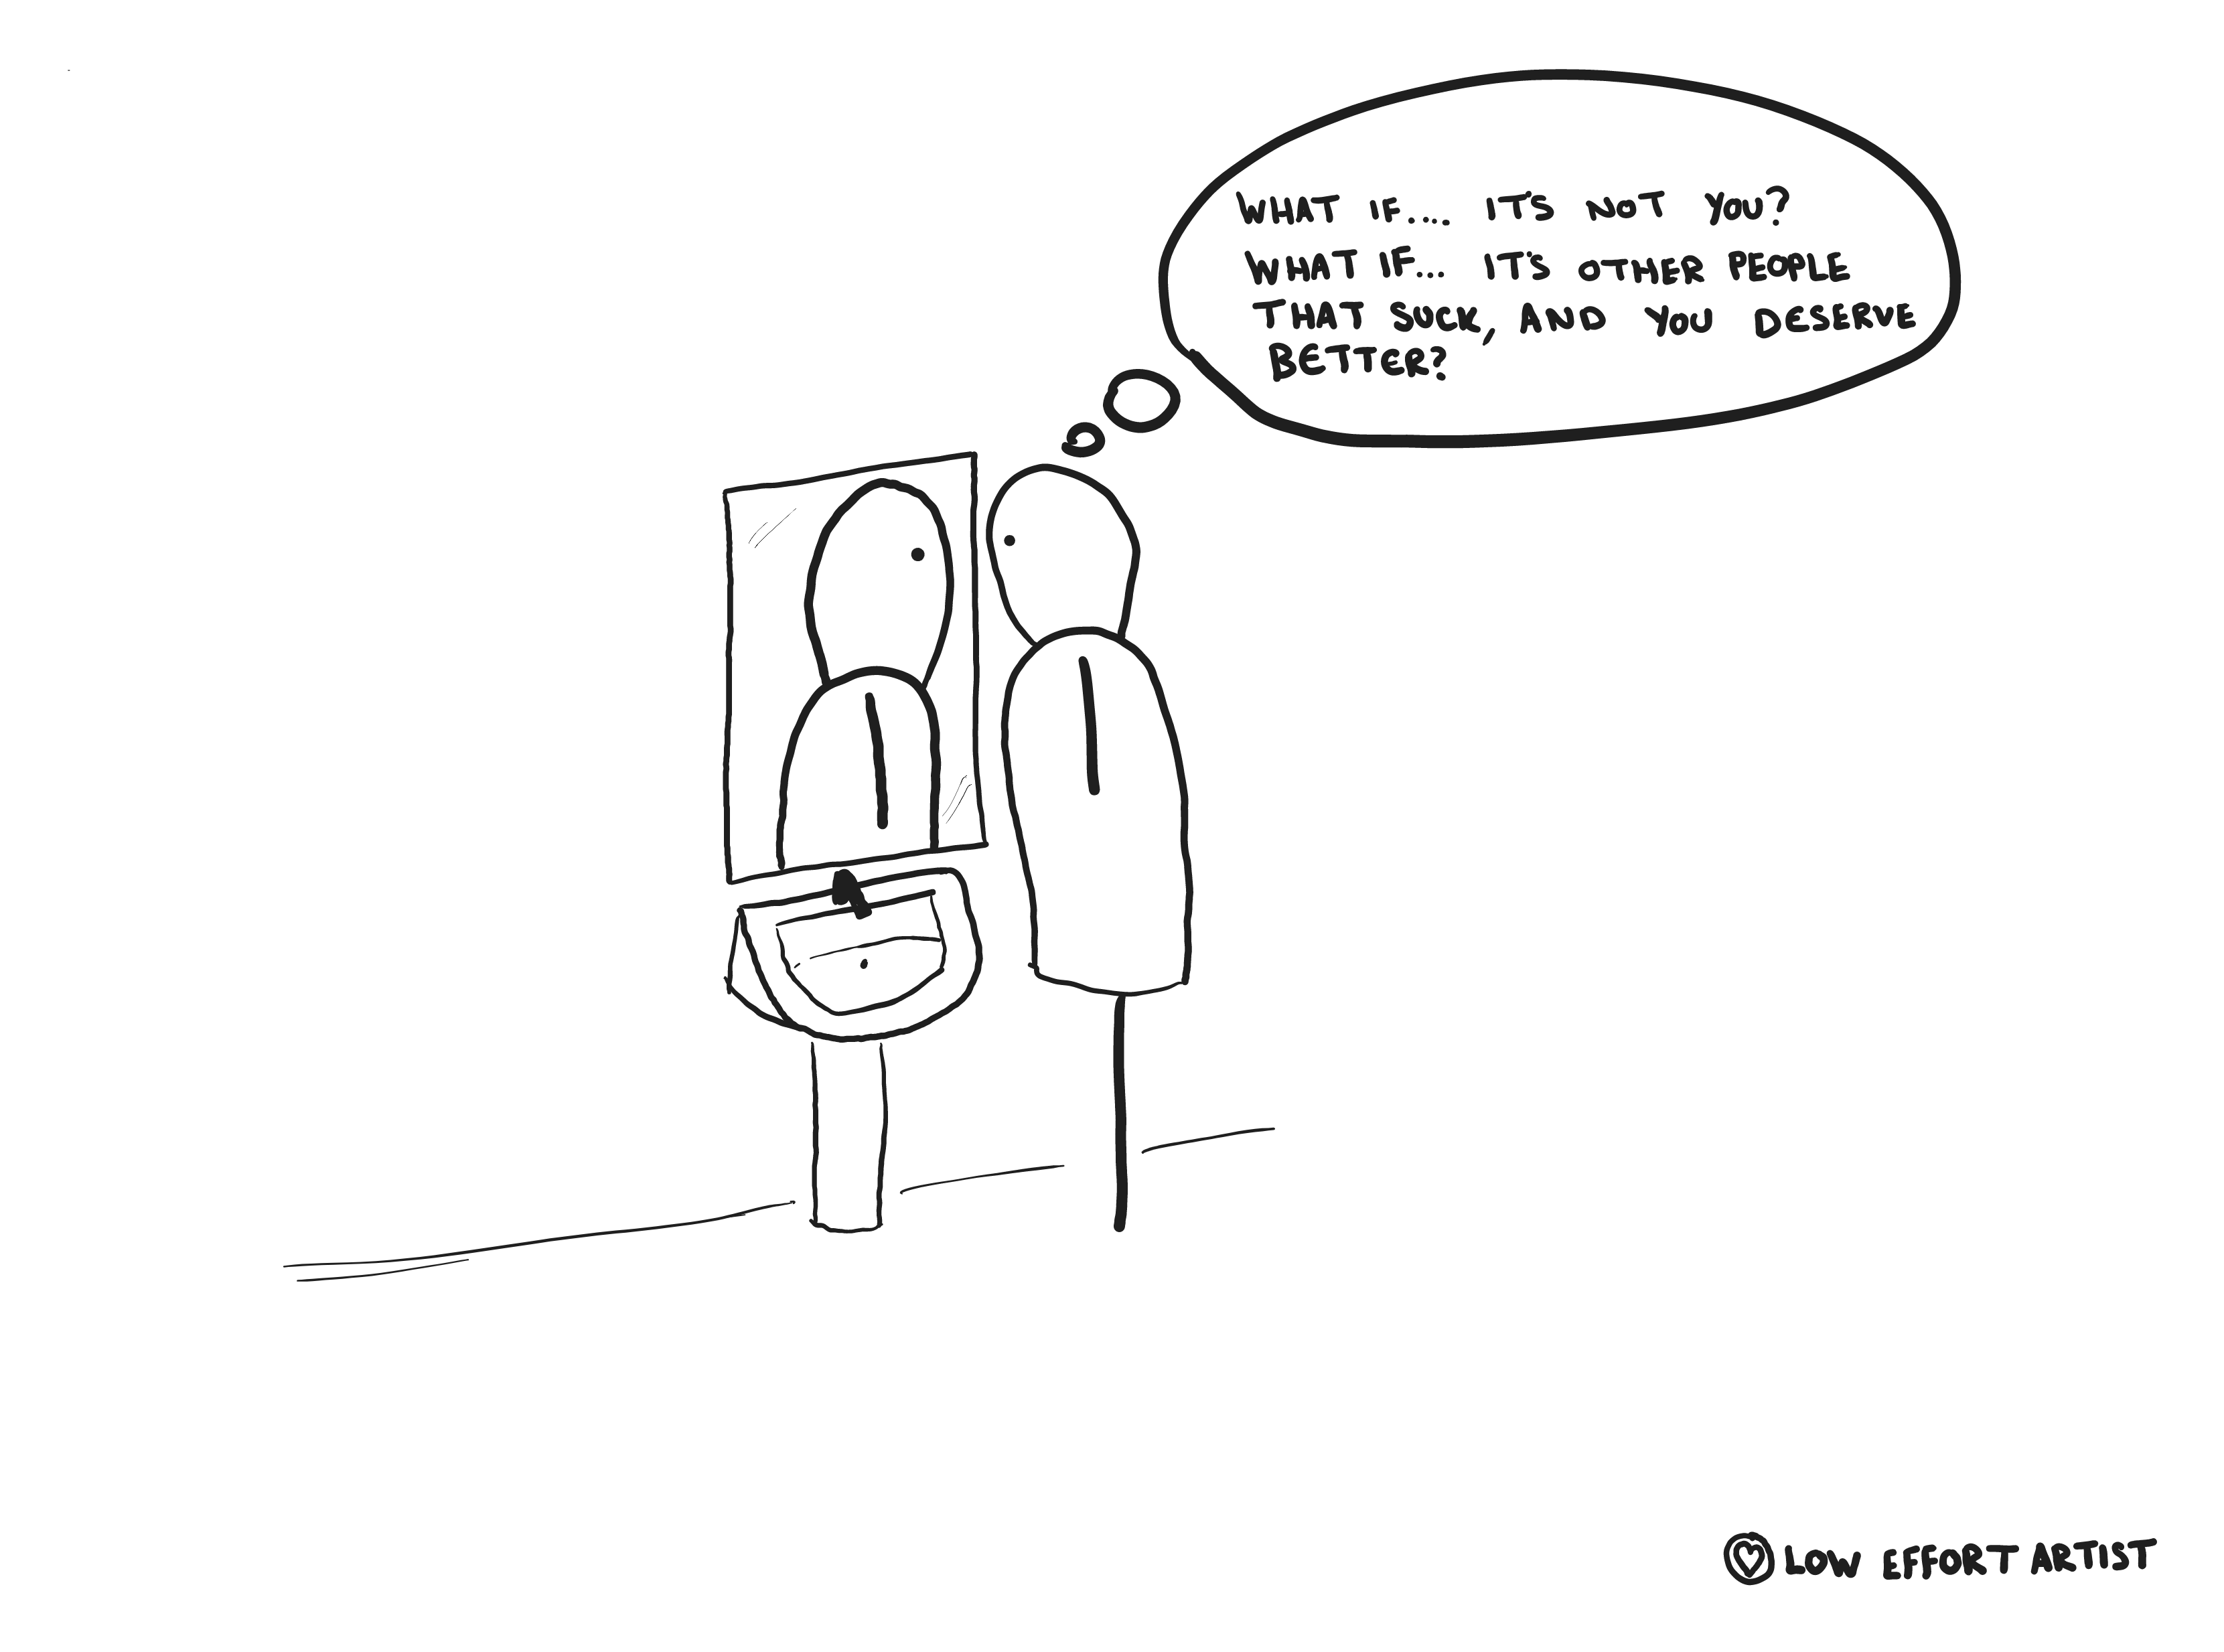 WHAT IF.... IT'S NOT YOU?
WHAT IF... IT'S OTHER PEOPLE
THAT SUCK, AND YOU DESERVE
BETTER?
LOW EFFORT ARTIST